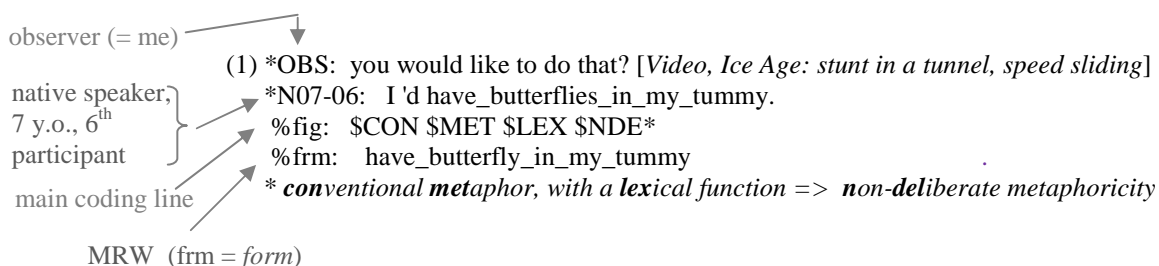 observer (= me)
(1) *OBS: you would like to do that? [Video, Ice Age: stunt in a tunnel, speed sliding]
native speaker,
7 y.o., 6th
participant
*N07-06: I 'd have_butterflies_in_my_tummy.
%fig: $CON $MET $LEX $NDE*
%frm: have_butterfly_in_my_tummy
* conventional metaphor, with a lexical function => non-deliberate metaphoricity
main coding line
MRW (frm = form)